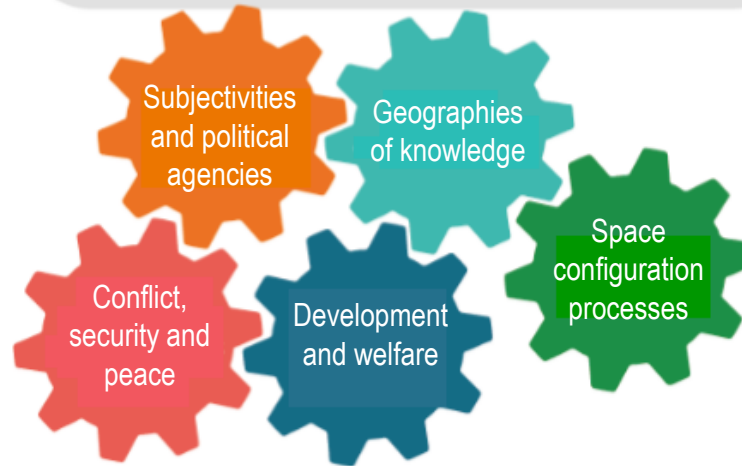 Subjectivities
and political
agencies
Geographies
of knowledge
Space
configuration
processes
Conflict,
security and
peace
Development
and welfare